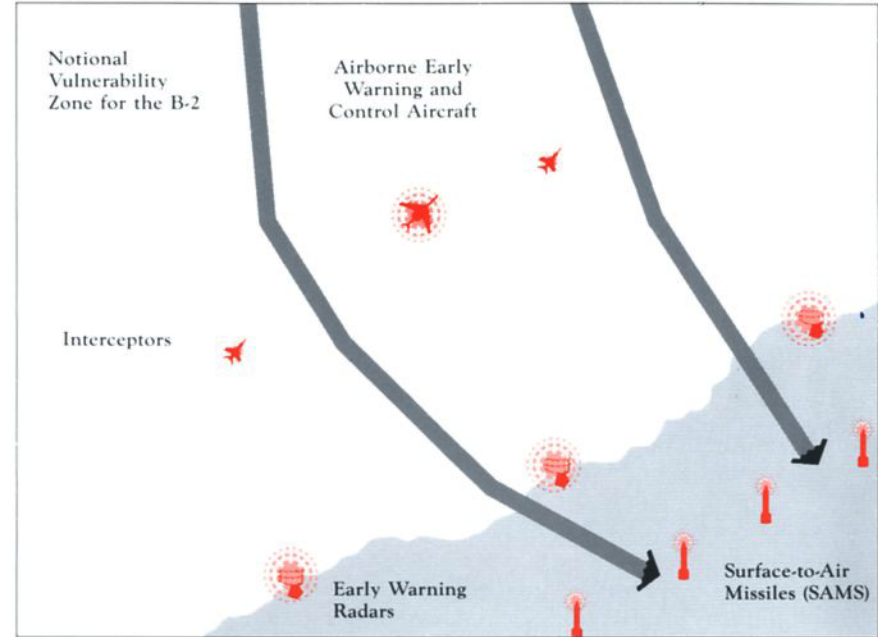 Notional
Vulnerability
Zone for the B-2
Airborne Early
Warning and
Control Aircraft
Interceptors
Early Warning
Radars
Surface-to-Air
Missiles (SAMS)